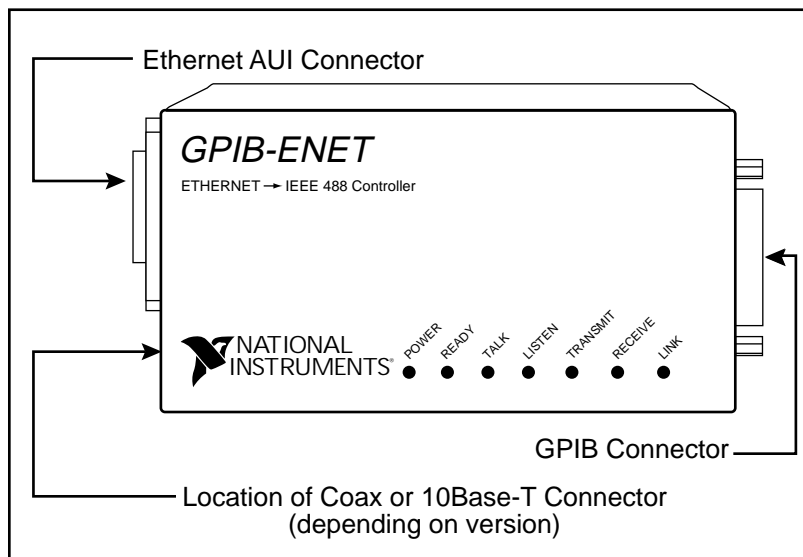 Ethernet AUI Connector
GPIB-ENET
ETHERNET → IEEE 488 Controller
NATIONAL
INSTRUMENTS®
POWER
READY
TALK
LISTEN
TRANSMIT
RECEIVE
LINK
GPIB Connector
Location of Coax or 10Base-T Connector
(depending on version)